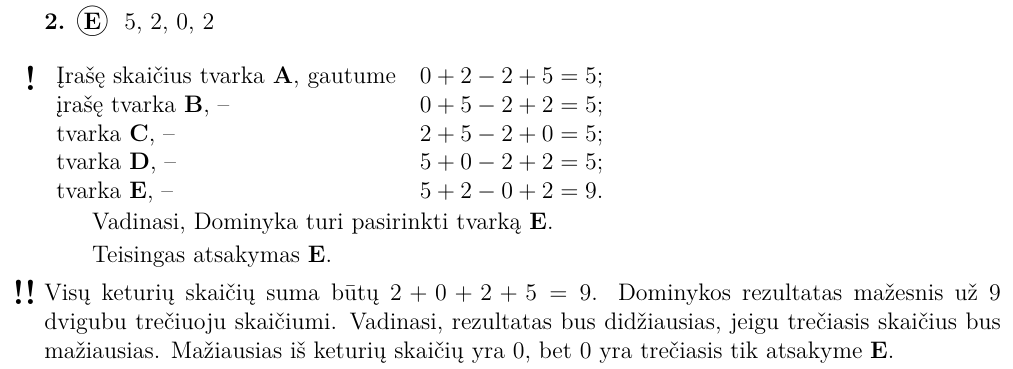 2. E 5, 2, 0, 2
! Įrašę skaičius tvarka A, gautume 0 + 2 − 2 + 5 = 5;
įrašę tvarka B, – 0 + 5 − 2 + 2 = 5;
tvarka C, – 2 + 5 − 2 + 0 = 5;
tvarka D, – 5 + 0 − 2 + 2 = 5;
tvarka E, – 5 + 2 − 0 + 2 = 9.
Vadinasi, Dominyka turi pasirinkti tvarką E.
Teisingas atsakymas E.
!! Visų keturių skaičių suma būtų 2 + 0 + 2 + 5 = 9. Dominykos rezultatas mažesnis už 9
dvigubu trečiuoju skaičiumi. Vadinasi, rezultatas bus didžiausias, jeigu trečiasis skaičius bus
mažiausias. Mažiausias iš keturių skaičių yra 0, bet 0 yra trečiasis tik atsakyme E.